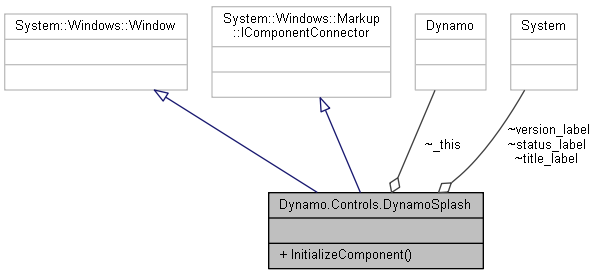 System::Windows::Window
System::Windows::Markup
::IComponentConnector
Dynamo
System
~_this
~version_label
~status_label
~title_label
Dynamo.Controls.DynamoSplash
+ InitializeComponent()